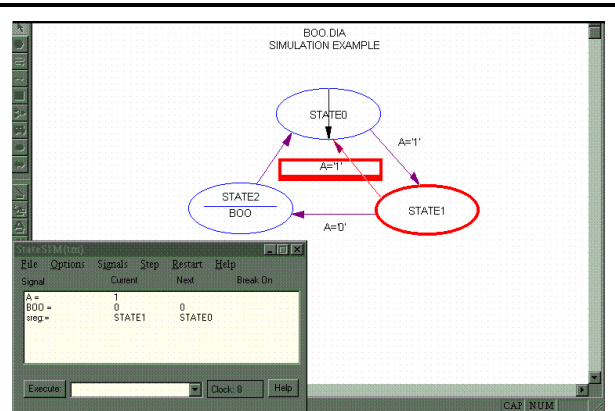 BOO.DIA
SIMULATION EXAMPLE
STATE0
A='1'
A='1'
STATE2
BOO
STATE1
A='0'
StateSIM(tm)
File Options Signals Step Restart Help
Signal Current Next Break On
A = 1
BOO = 0 0
sreg= STATE1 STATE0
Execute: Clock: 8 Help
CAP NUM